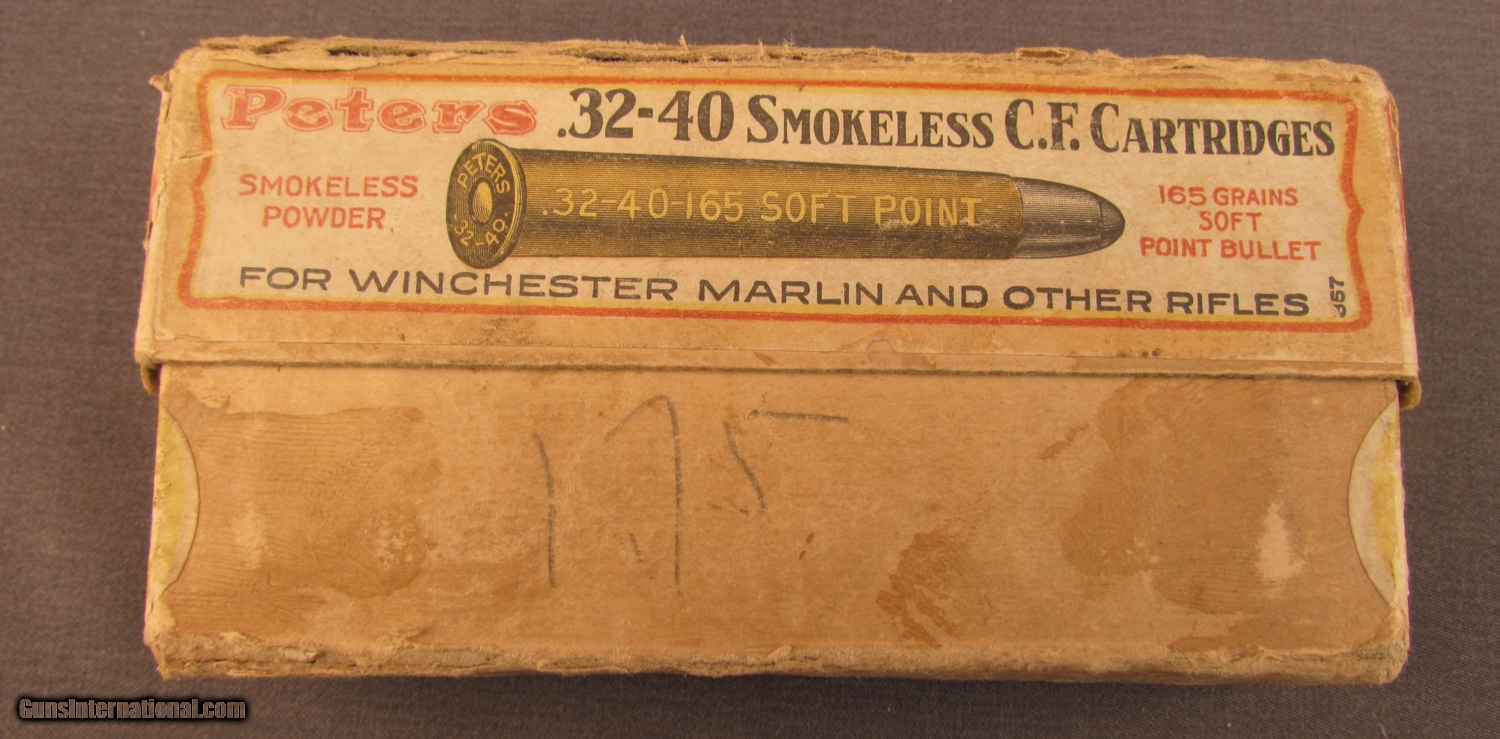 Peters .32-40 SMOKELESS C.F. CARTRIDGES
PETERS
.32-40.
.32-40-165 SOFT POINT
SMOKELESS
POWDER.
165 GRAINS
SOFT
POINT BULLET
FOR WINCHESTER MARLIN AND OTHER RIFLES
175
GunsInternational.com